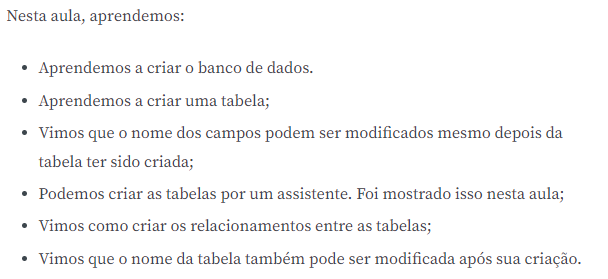 Nesta aula, aprendemos:
• Aprendemos a criar o banco de dados.
• Aprendemos a criar uma tabela;
• Vimos que o nome dos campos podem ser modificados mesmo depois da
tabela ter sido criada;
• Podemos criar as tabelas por um assistente. Foi mostrado isso nesta aula;
• Vimos como criar os relacionamentos entre as tabelas;
• Vimos que o nome da tabela também pode ser modificada após sua criação.